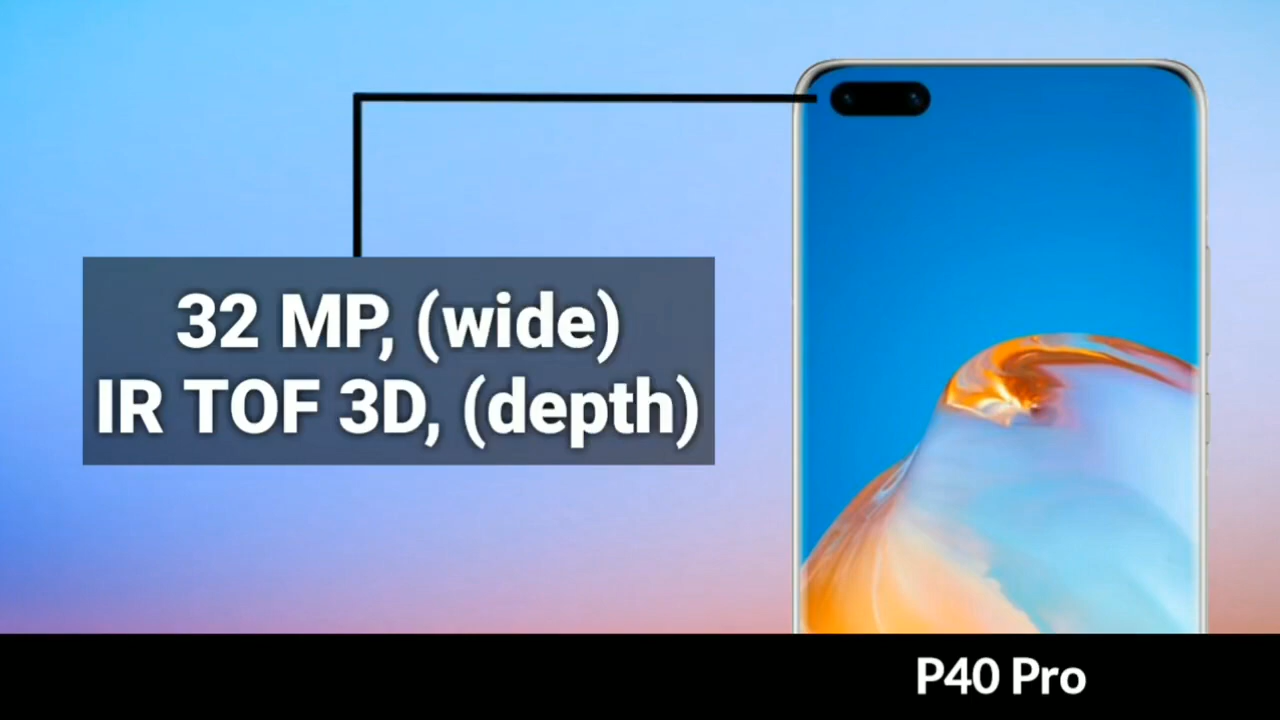 32 MP, (wide)
IR TOF 3D, (depth)
P40 Pro